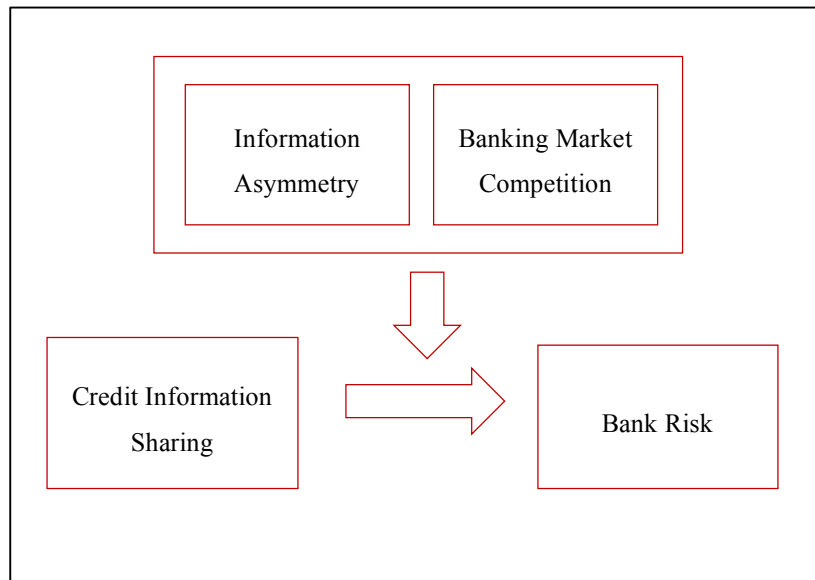 Information
Asymmetry
Banking Market
Competition
Credit Information
Sharing
Bank Risk